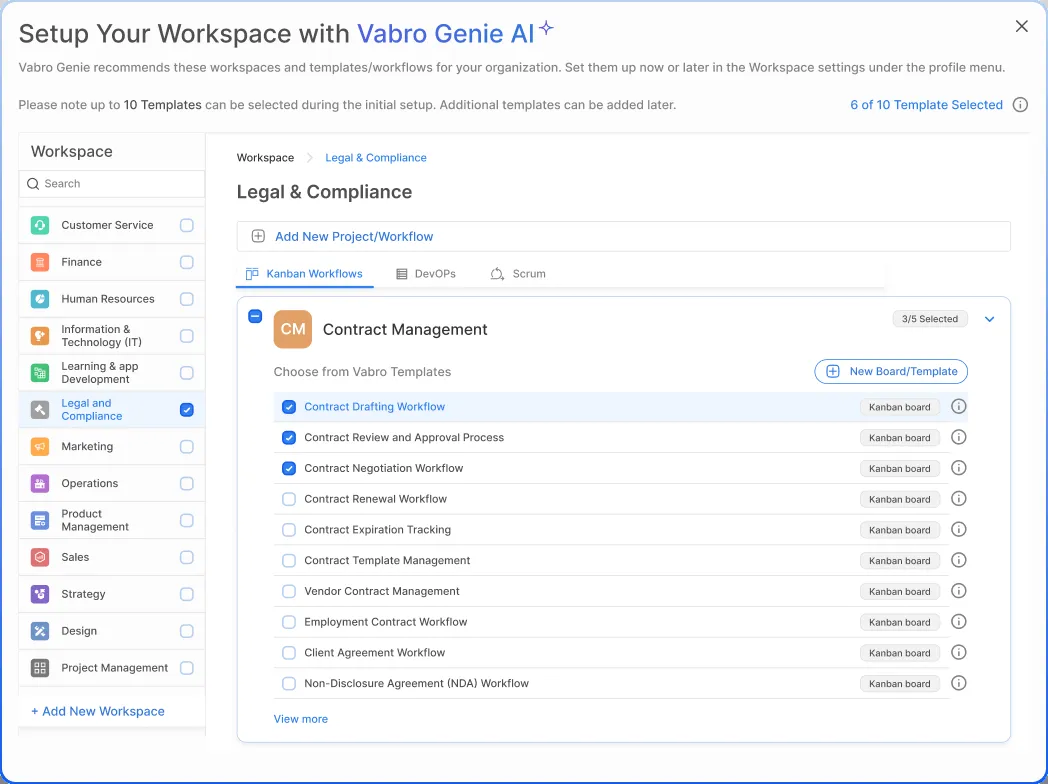 Setup Your Workspace with Vabro Genie AI
Vabro Genie recommends these workspaces and templates/workflows for your organization. Set them up now or later in the Workspace settings under the profile menu.
Please note up to 10 Templates can be selected during the initial setup. Additional templates can be added later.
6 of 10 Template Selected
Workspace
Search
Customer Service
Finance
Human Resources
Information &
Technology (IT)
Learning & app
Development
Legal and
Compliance
Marketing
Operations
Product
Management
Sales
Strategy
Design
Project Management
+ Add New Workspace
Workspace > Legal & Compliance
Legal & Compliance
Add New Project/Workflow
Kanban Workflows DevOPs Scrum
CM Contract Management 3/5 Selected
Choose from Vabro Templates New Board/Template
Contract Drafting Workflow Kanban board
Contract Review and Approval Process Kanban board
Contract Negotiation Workflow Kanban board
Contract Renewal Workflow Kanban board
Contract Expiration Tracking Kanban board
Contract Template Management Kanban board
Vendor Contract Management Kanban board
Employment Contract Workflow Kanban board
Client Agreement Workflow Kanban board
Non-Disclosure Agreement (NDA) Workflow Kanban board
View more